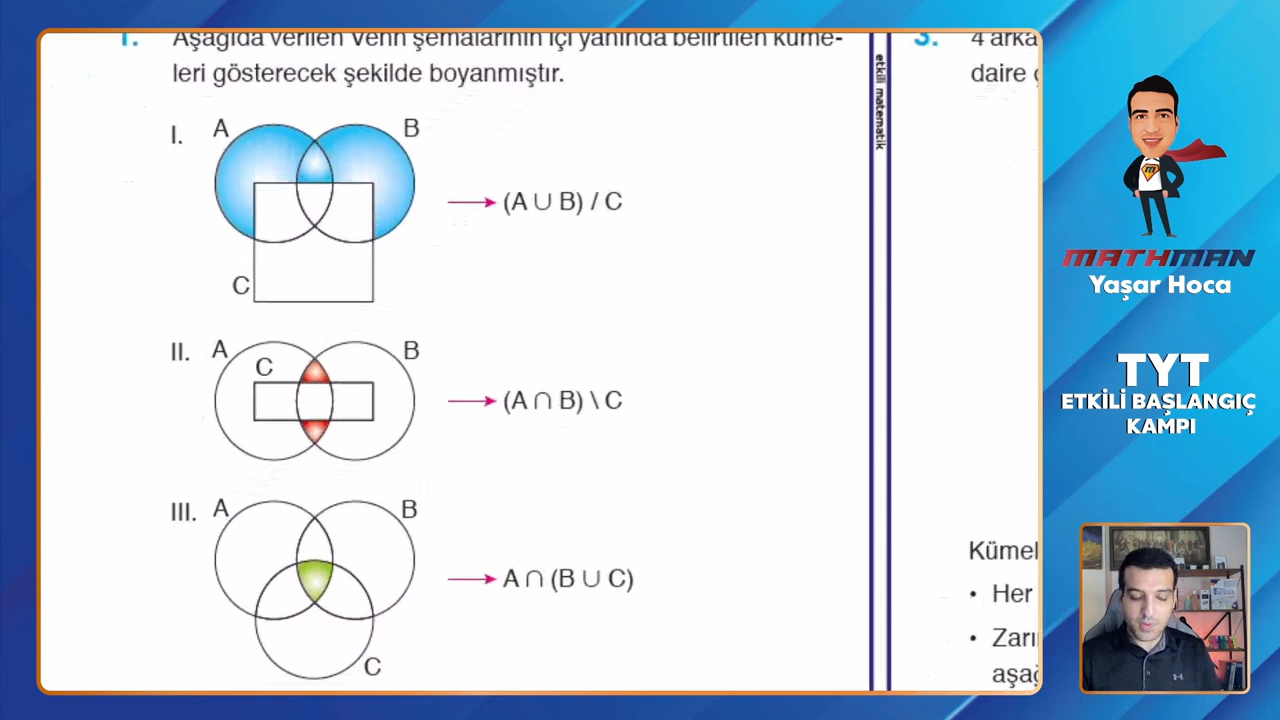 1. Aşağıda verilen Venn şemalarının içi yanında belirtilen küme-
leri gösterecek şekilde boyanmıştır.
I. A B
C
(A ∪ B) / C
II. A B
C
(A ∩ B) \ C
III. A B
C
A ∩ (B ∪ C)
etkili matematik
3. 4 arka
daire
Kümel
• Her
• Zarı
aşağ
m
MATHMAN
Yaşar Hoca
TYT
ETKİLİ BAŞLANGIÇ
KAMPI